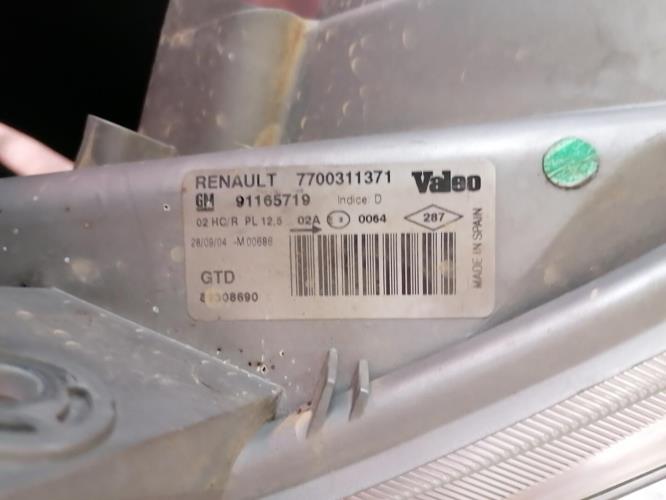 RENAULT 7700311371 Valeo
GM 91165719 Indice: D
02 HC/R PL 12,5 02A 0064 287
28/09/04 -M00686
GTD
MADE IN SPAIN